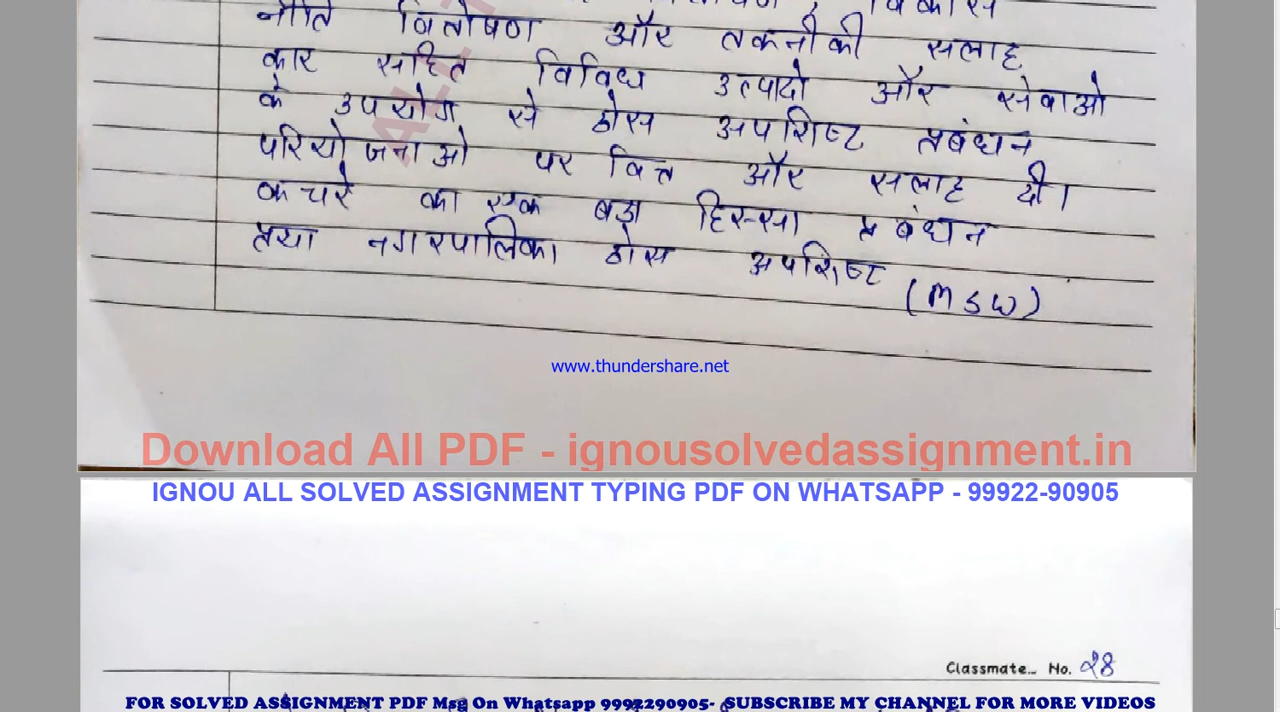 नीति वितोषण और तकनीकी सलाह
कार सहित विविध उत्पादो और सेवाओ
के उपयोग से ठोस अपशिष्ट प्रबंधन
परियोजनाओ पर वित्त और सलाह दी।
कचरे का एक बड़ा हिस्सा प्रबंधन
तथा नगरपालिका ठोस अपशिष्ट
(MSW)
www.thundershare.net
Download All PDF - ignousolvedassignment.in
IGNOU ALL SOLVED ASSIGNMENT TYPING PDF ON WHATSAPP - 99922-90905
Classmate No. 28
FOR SOLVED ASSIGNMENT PDF Msg On Whatsapp 9992290905- SUBSCRIBE MY CHANNEL FOR MORE VIDEOS